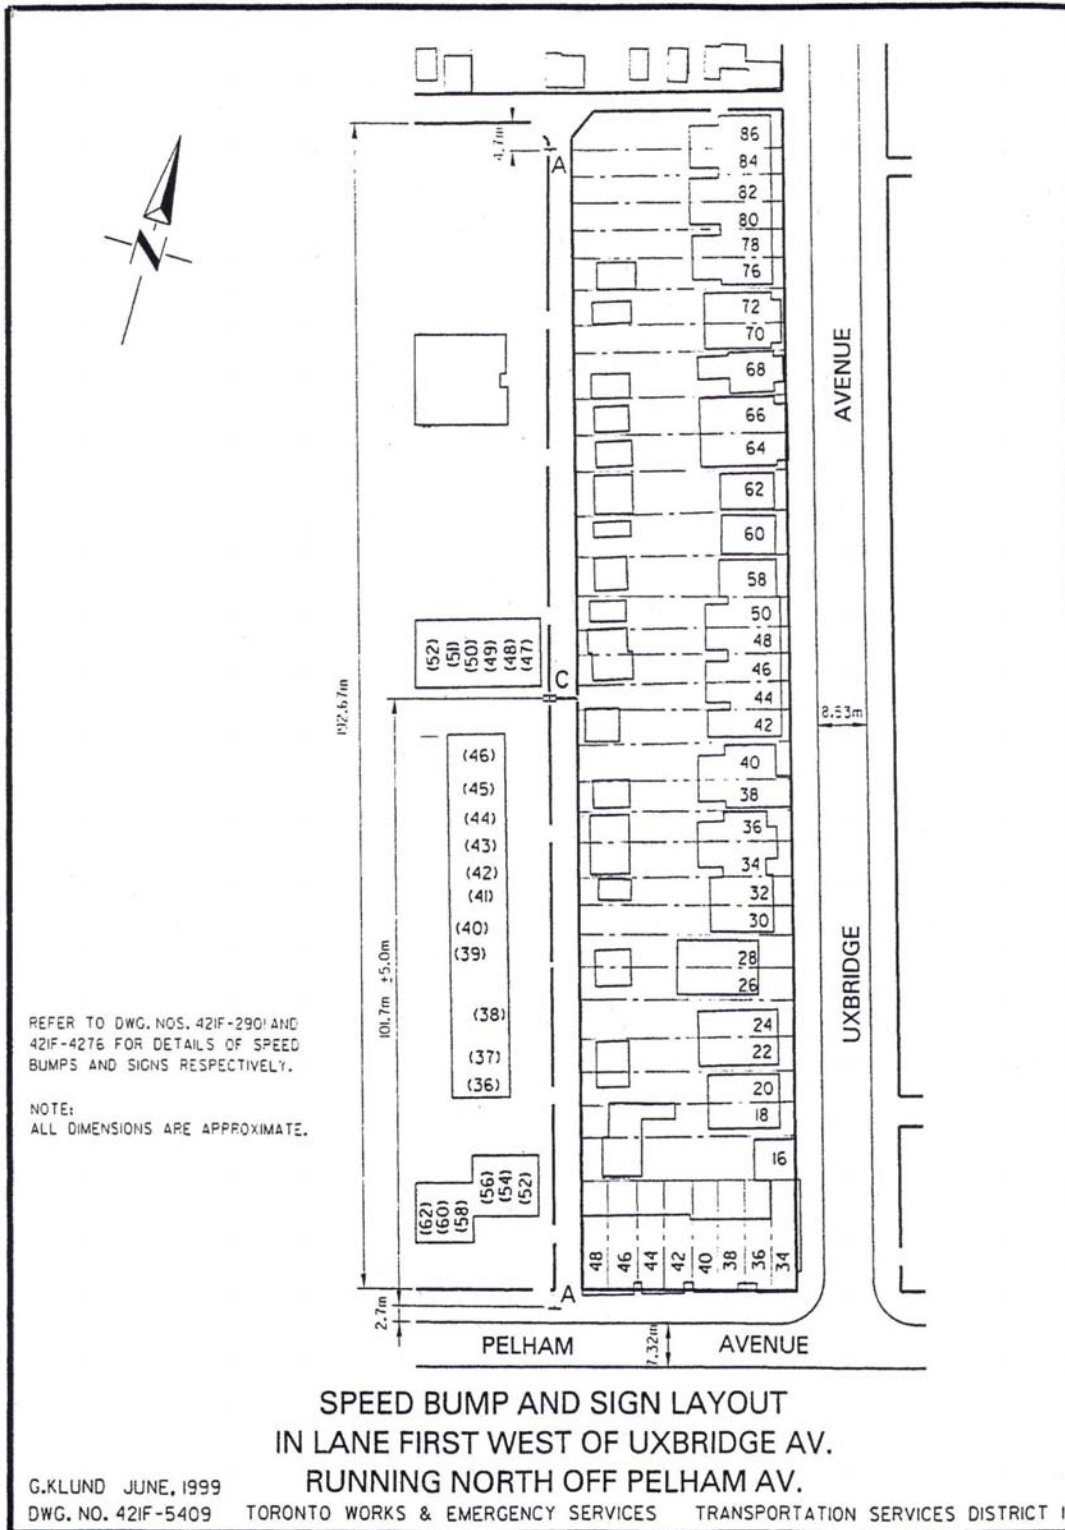 86
4.7m
A
84
82
80
78
N
76
72
70
AVENUE
68
66
64
62
60
58
50
(52)
(51)
(50)
(49)
(48)
(47)
48
46
C
44
192.67m
8.53m
42
(46)
40
(45)
38
(44)
36
(43)
34
(42)
(41)
32
(40)
30
(39)
28
26
101.7m ±5.0m
UXBRIDGE
(38)
24
REFER TO DWG. NOS. 421F-2901 AND
421F-4276 FOR DETAILS OF SPEED
BUMPS AND SIGNS RESPECTIVELY.
22
(37)
(36)
20
18
NOTE:
ALL DIMENSIONS ARE APPROXIMATE.
16
(56)
(54)
(52)
(62)
(60)
(58)
48
46
44
42
40
38
36
34
A
2.7m
PELHAM
7.32m
AVENUE
SPEED BUMP AND SIGN LAYOUT
IN LANE FIRST WEST OF UXBRIDGE AV.
RUNNING NORTH OFF PELHAM AV.
G.KLUND JUNE, 1999
DWG. NO. 421F-5409 TORONTO WORKS & EMERGENCY SERVICES TRANSPORTATION SERVICES DISTRICT 1